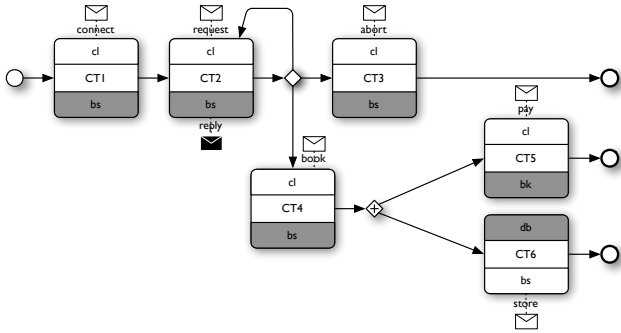 connect
cl
CT1
bs
request
cl
CT2
bs
reply
abort
cl
CT3
bs
book
cl
CT4
bs
pay
cl
CT5
bk
db
CT6
bs
store